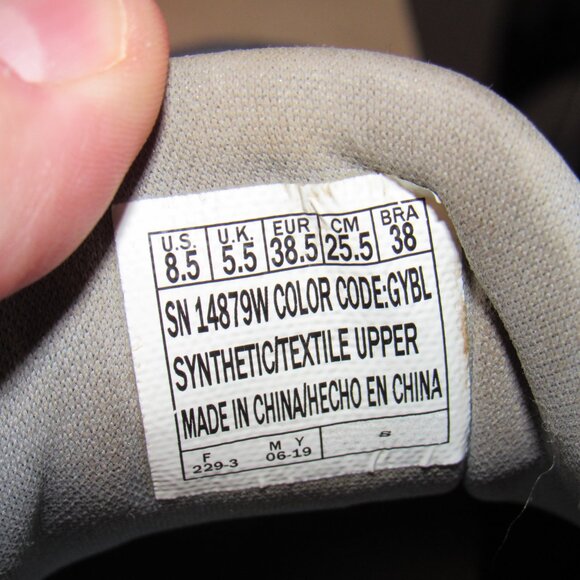 U.S. U.K. EUR CM BRA
8.5 5.5 38.5 25.5 38
SN 14879W COLOR CODE:GYBL
SYNTHETIC/TEXTILE UPPER
MADE IN CHINA/HECHO EN CHINA
F M Y
229-3 06-19